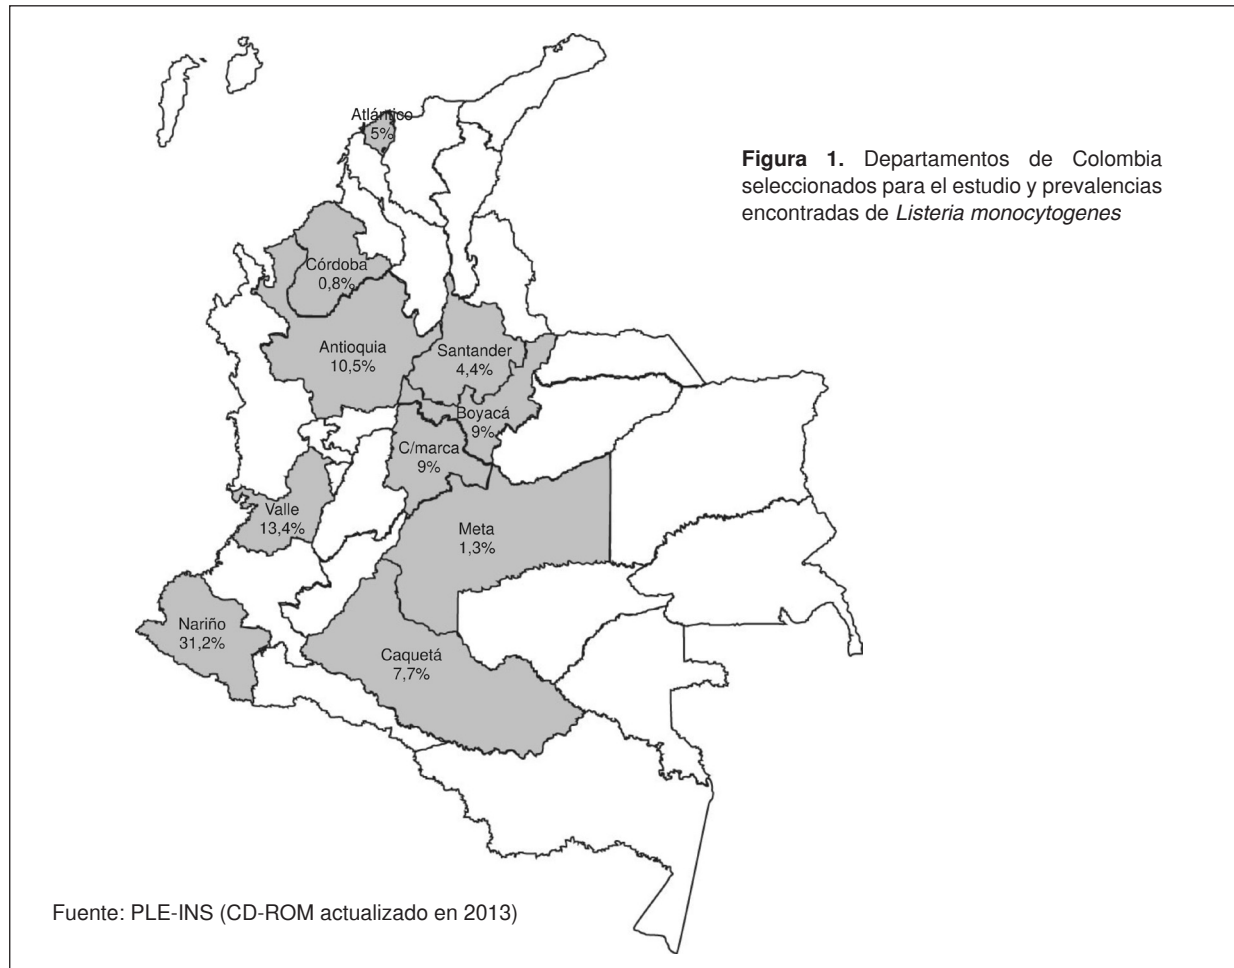 Atlántico
5%
Figura 1. Departamentos de Colombia
seleccionados para el estudio y prevalencias
encontradas de Listeria monocytogenes
Córdoba
0,8%
Antioquia
10,5%
Santander
4,4%
Boyacá
9%
C/marca
9%
Valle
13,4%
Meta
1,3%
Nariño
31,2%
Caquetá
7,7%
Fuente: PLE-INS (CD-ROM actualizado en 2013)